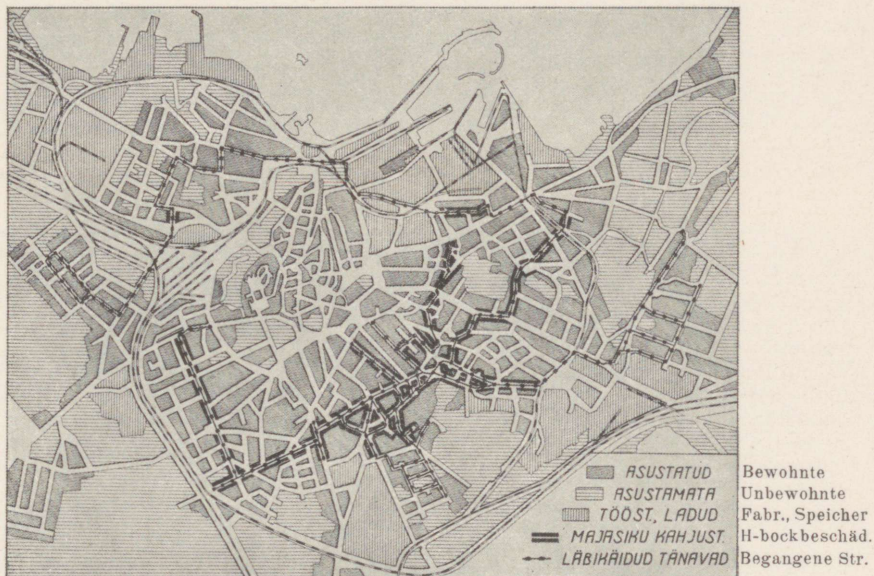 ASUSTATUD Bewohnte
ASUSTAMATA Unbewohnte
TÖÖST., LADUD Fabr., Speicher
MAJASIKU KAHJUST. H-bockbeschäd.
LÄBIKÄIDUD TÄNAVAD Begangene Str.